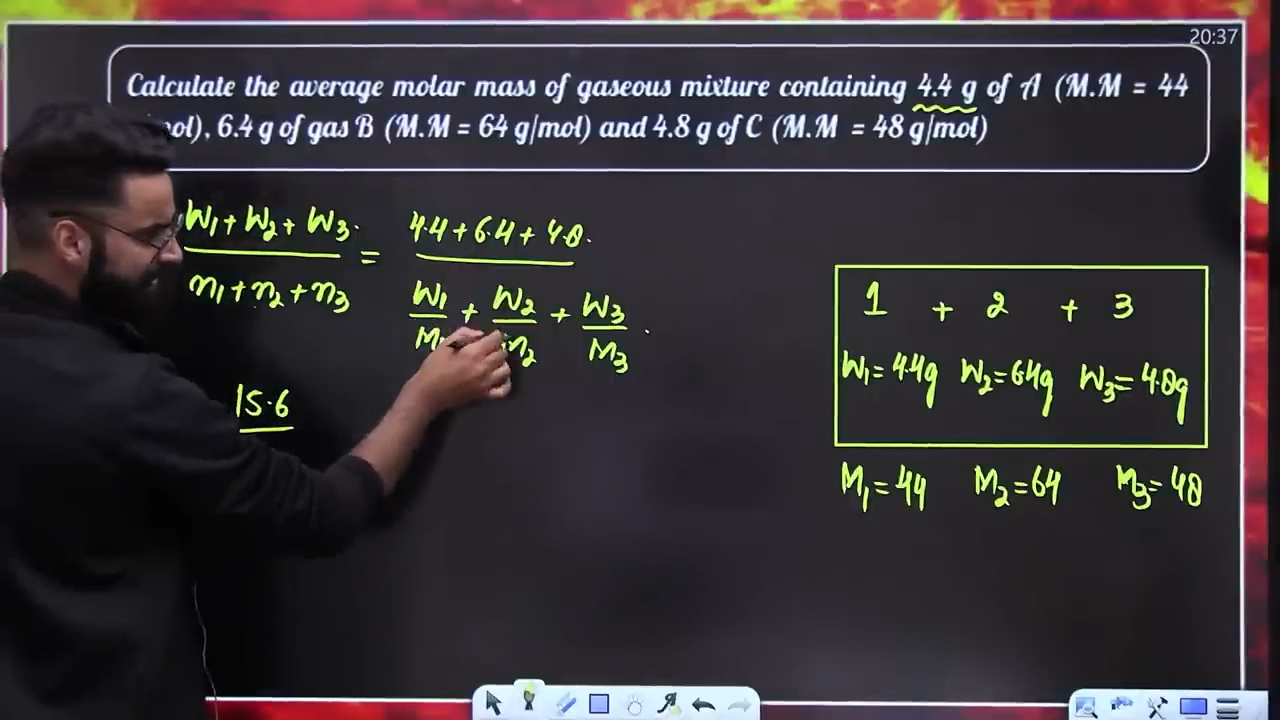 20:37
Calculate the average molar mass of gaseous mixture containing 4.4 g of A (M.M = 44
mol), 6.4 g of gas B (M.M = 64 g/mol) and 4.8 g of C (M.M = 48 g/mol)
W₁ + W₂ + W₃ = 4.4 + 6.4 + 4.8
n₁ + n₂ + n₃
W₁ + W₂ + W₃
M₂ M₃
15.6
1 + 2 + 3
W₁ = 4.4g W₂ = 6.4g W₃ = 4.8g
M₁ = 44 M₂ = 64 M₃ = 48